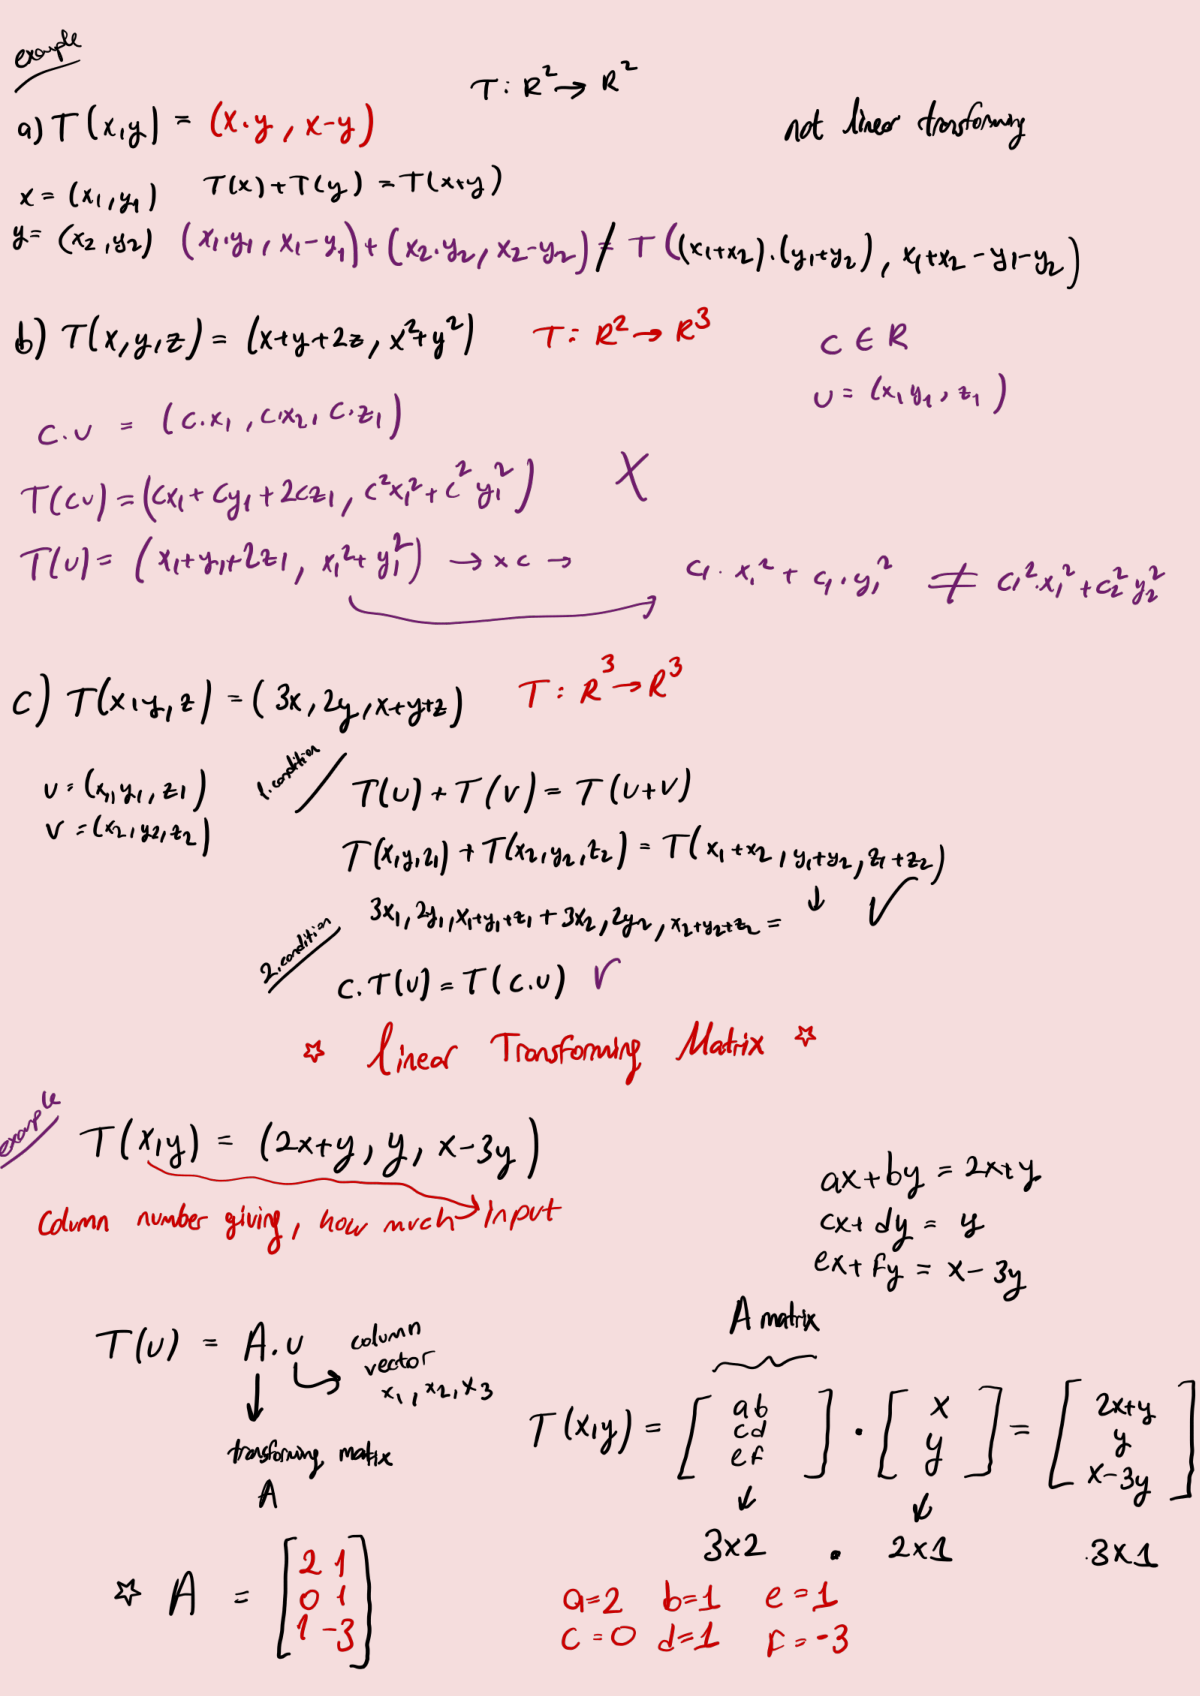 example
T: R² → R²
a) T(x,y) = (x.y, x-y)
not linear transforming
x = (x₁,y₁) T(x)+T(y) = T(x+y)
y = (x₂,y₂) (x₁.y₁, x₁-y₁)+(x₂.y₂, x₂-y₂) ≠ T((x₁+x₂).(y₁+y₂), x₁+x₂-y₁-y₂)
b) T(x,y,z) = (x+y+2z, x²+y²) T: R² → R³
C ∈ R
u = (x₁ y₁, z₁)
C.u = (C.x₁, C.x₂, C.z₁)
T(cu) = (cx₁+cy₁+2cz₁, c²x₁²+c²y₁²) X
T(u) = (x₁+y₁+2z₁, x₁²+y₁²) → x c → c₁.x₁²+c₁.y₁² ≠ c₁².x₁²+c₂²y₂²
c) T(x,y,z) = (3x, 2y, x+y+z) T: R³ → R³
1.condition
u = (x₁,y₁,z₁)
v = (x₂,y₂,z₂)
T(u)+T(v) = T(u+v)
T(x₁y₁z₁)+T(x₂,y₂,z₂) = T(x₁+x₂, y₁+y₂, z₁+z₂)
3x₁, 2y₁, x₁+y₁+z₁ + 3x₂, 2y₂, x₂+y₂+z₂ = ↓ ✓
2.condition
C.T(u) = T(c.u) ✓
☆ Linear Transforming Matrix ☆
example
T(x,y) = (2x+y, y, x-3y)
Column number giving, how much → input
ax+by = 2x+y
cx+dy = y
ex+fy = x-3y
T(u) = A.u
column
vector
x₁, x₂, x₃
transforming matrix
A
A matrix
T(x,y) = [ab cd ef] . [x y] = [2x+y y x-3y]
3x2 . 2x1 3x1
☆ A = [2 1 0 1 1 -3]
a=2 b=1 e=1
c=0 d=1 f=-3